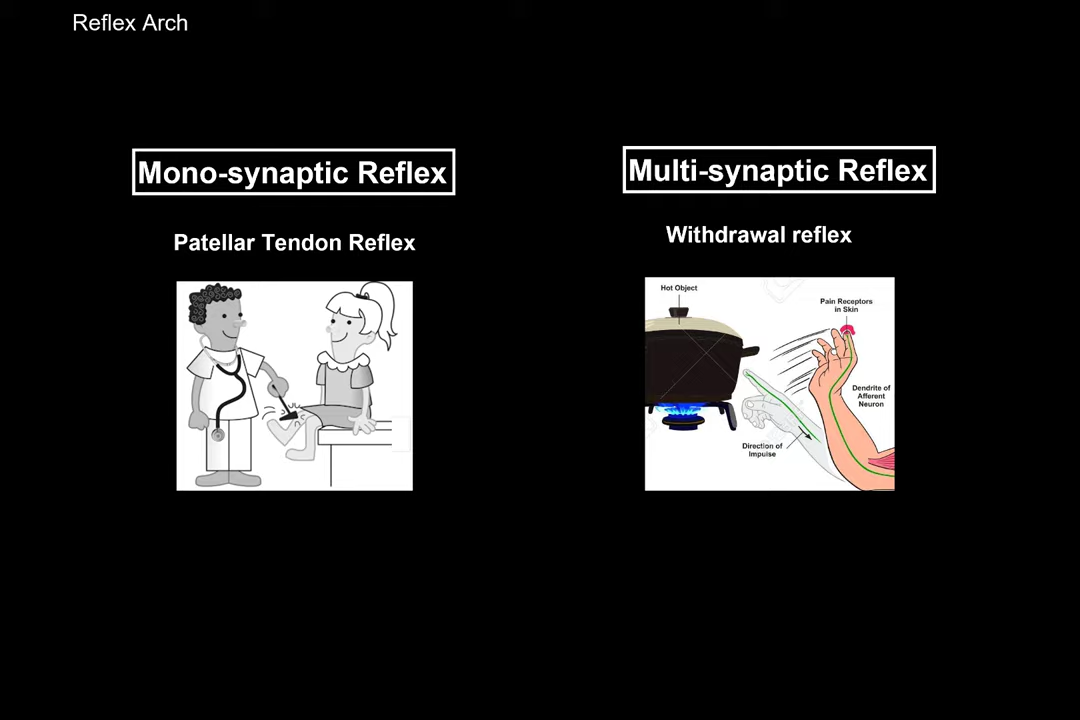 Reflex Arch
Mono-synaptic Reflex
Patellar Tendon Reflex
Multi-synaptic Reflex
Withdrawal reflex
Hot Object
Pain Receptors
in Skin
Dendrite of
Afferent
Neuron
Direction of
Impulse